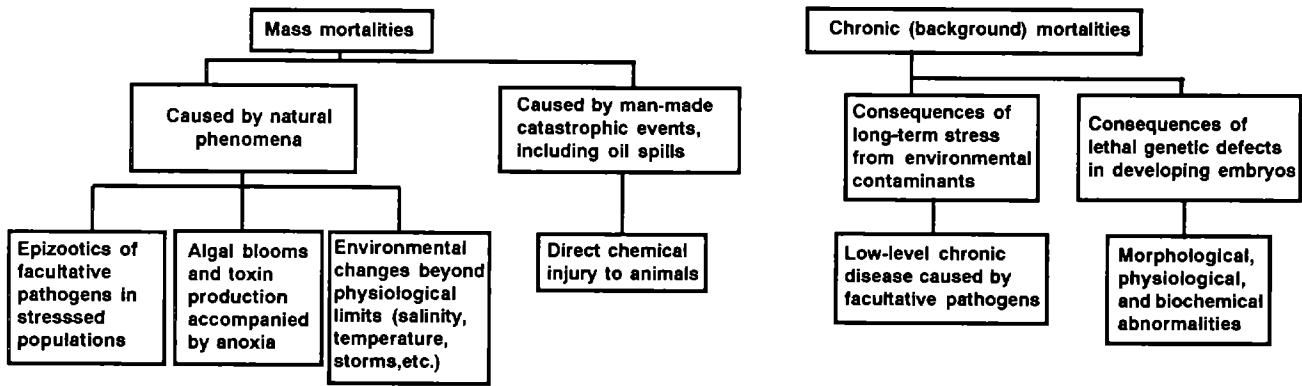 Mass mortalities
Caused by natural
phenomena
Caused by man-made
catastrophic events,
including oil spills
Epizootics of
facultative
pathogens in
stresssed
populations
Algal blooms
and toxin
production
accompanied
by anoxia
Environmental
changes beyond
physiological
limits (salinity,
temperature,
storms,etc.)
Direct chemical
injury to animals
Chronic (background) mortalities
Consequences of
long-term stress
from environmental
contaminants
Consequences of
lethal genetic defects
in developing embryos
Low-level chronic
disease caused by
facultative pathogens
Morphological,
physiological,
and biochemical
abnormalities